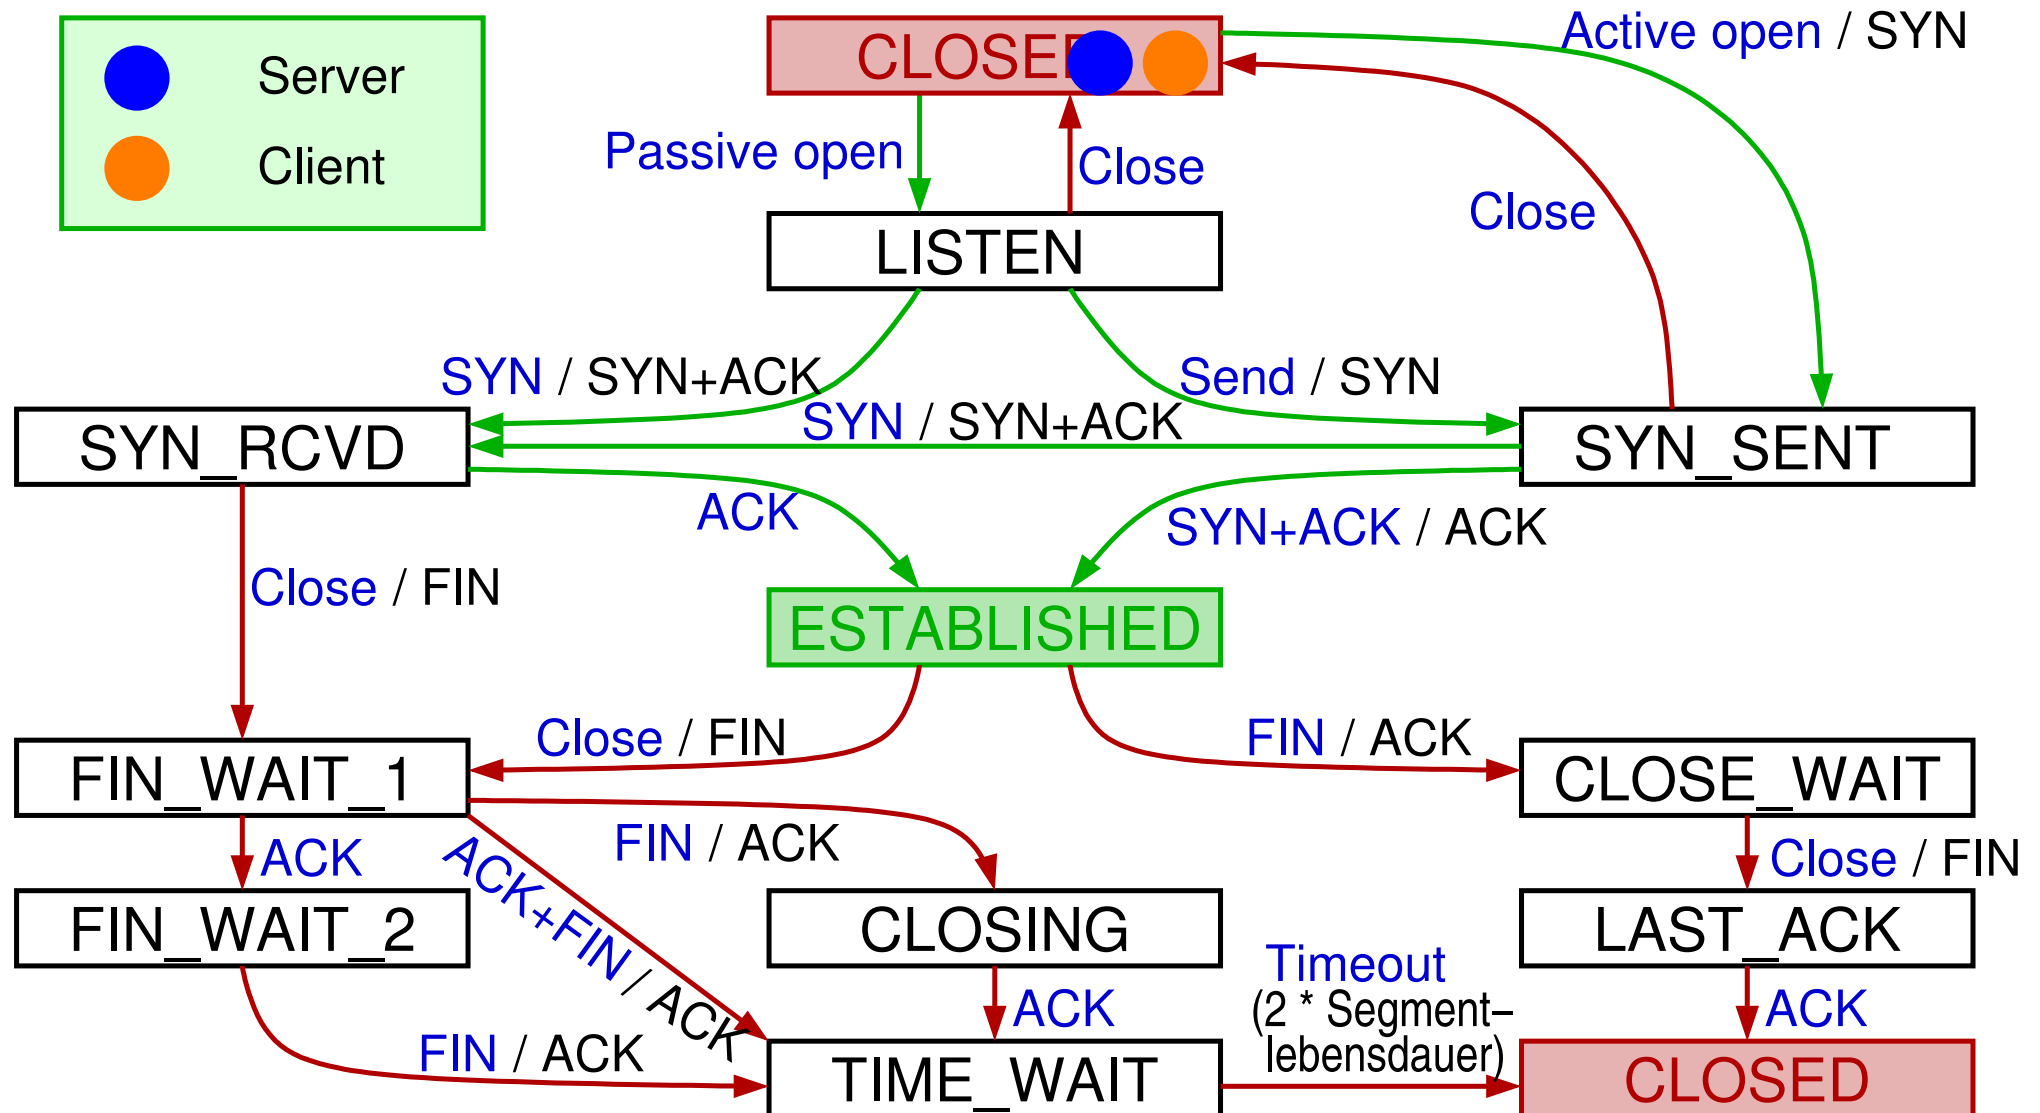 Server
Client
CLOSED
Active open / SYN
Passive open
Close
Close
LISTEN
SYN / SYN+ACK
Send / SYN
SYN / SYN+ACK
SYN_RCVD
SYN_SENT
ACK
SYN+ACK / ACK
Close / FIN
ESTABLISHED
Close / FIN
FIN / ACK
FIN_WAIT_1
CLOSE_WAIT
ACK
ACK+FIN / ACK
FIN / ACK
Close / FIN
FIN_WAIT_2
CLOSING
LAST_ACK
FIN / ACK
ACK
Timeout
(2 * Segment–
lebensdauer)
ACK
TIME_WAIT
CLOSED